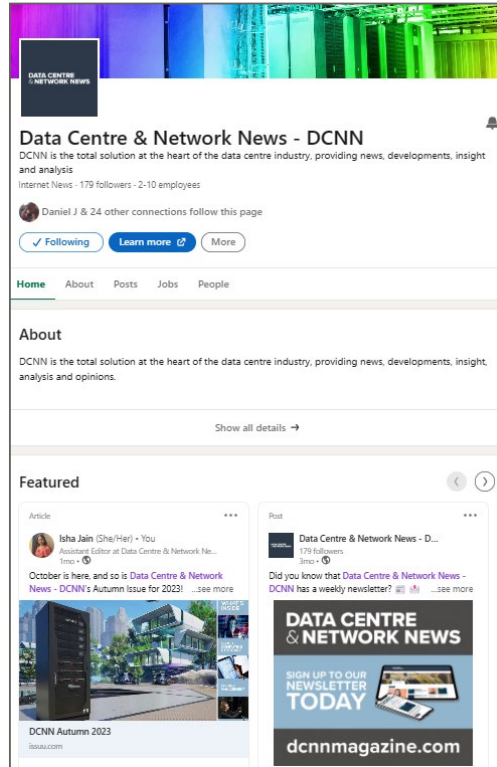 DATA CENTRE
& NETWORK NEWS
Data Centre & Network News - DCNN
DCNN is the total solution at the heart of the data centre industry, providing news, developments, insight
and analysis
Internet News · 179 followers · 2-10 employees
Daniel J & 24 other connections follow this page
✓ Following
Learn more
More
Home About Posts Jobs People
About
DCNN is the total solution at the heart of the data centre industry, providing news, developments, insight,
analysis and opinions.
Show all details →
Featured
Article
Isha Jain (She/Her) • You
Assistant Editor at Data Centre & Network Ne...
1mo •
October is here, and so is Data Centre & Network
News - DCNN's Autumn Issue for 2023! ...see more
WHAT'S
INSIDE
DCNN Autumn 2023
issuu.com
Post
Data Centre & Network News - D...
179 followers
3mo •
Did you know that Data Centre & Network News -
DCNN has a weekly newsletter? ...see more
DATA CENTRE
& NETWORK NEWS
SIGN UP TO OUR
NEWSLETTER
TODAY
dcnnmagazine.com